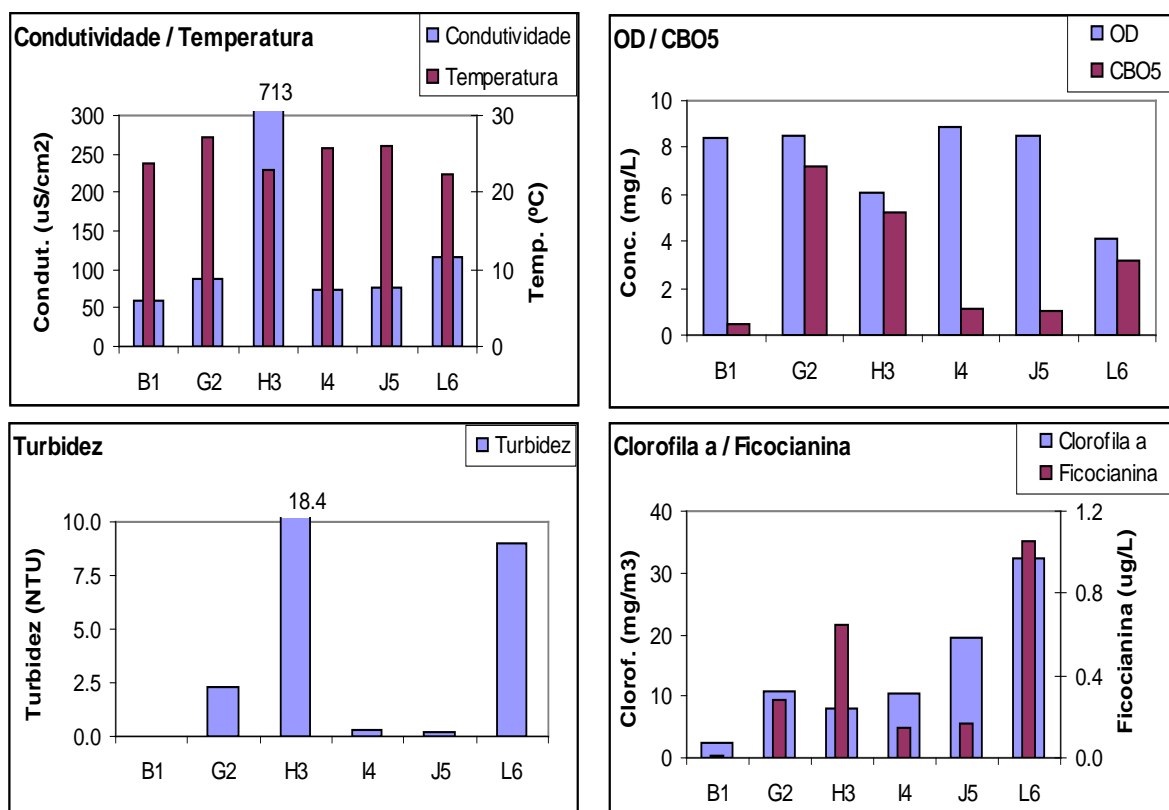 Condutividade / Temperatura
Condutividade
Temperatura
713
300
250
200
150
100
50
0
Condut. (uS/cm2)
30
20
10
0
Temp. (ºC)
B1 G2 H3 I4 J5 L6
OD / CBO5
OD
CBO5
10
8
6
4
2
0
Conc. (mg/L)
B1 G2 H3 I4 J5 L6
Turbidez
Turbidez
18.4
10.0
7.5
5.0
2.5
0.0
Turbidez (NTU)
B1 G2 H3 I4 J5 L6
Clorofila a / Ficocianina
Clorofila a
Ficocianina
40
30
20
10
0
Clorof. (mg/m3)
1.2
0.8
0.4
0.0
Ficocianina (ug/L)
B1 G2 H3 I4 J5 L6